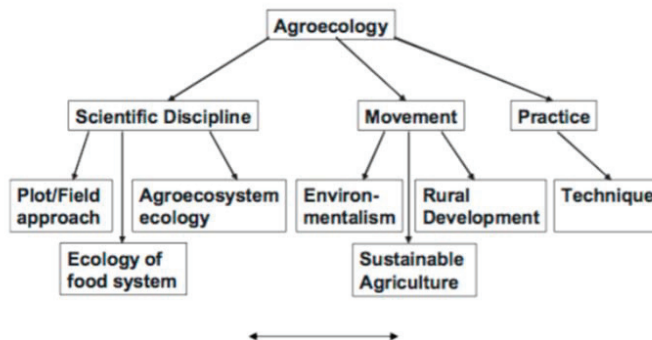 Agroecology
Scientific Discipline
Movement
Practice
Plot/Field
approach
Agroecosystem
ecology
Environ-
mentalism
Rural
Development
Technique
Ecology of
food system
Sustainable
Agriculture